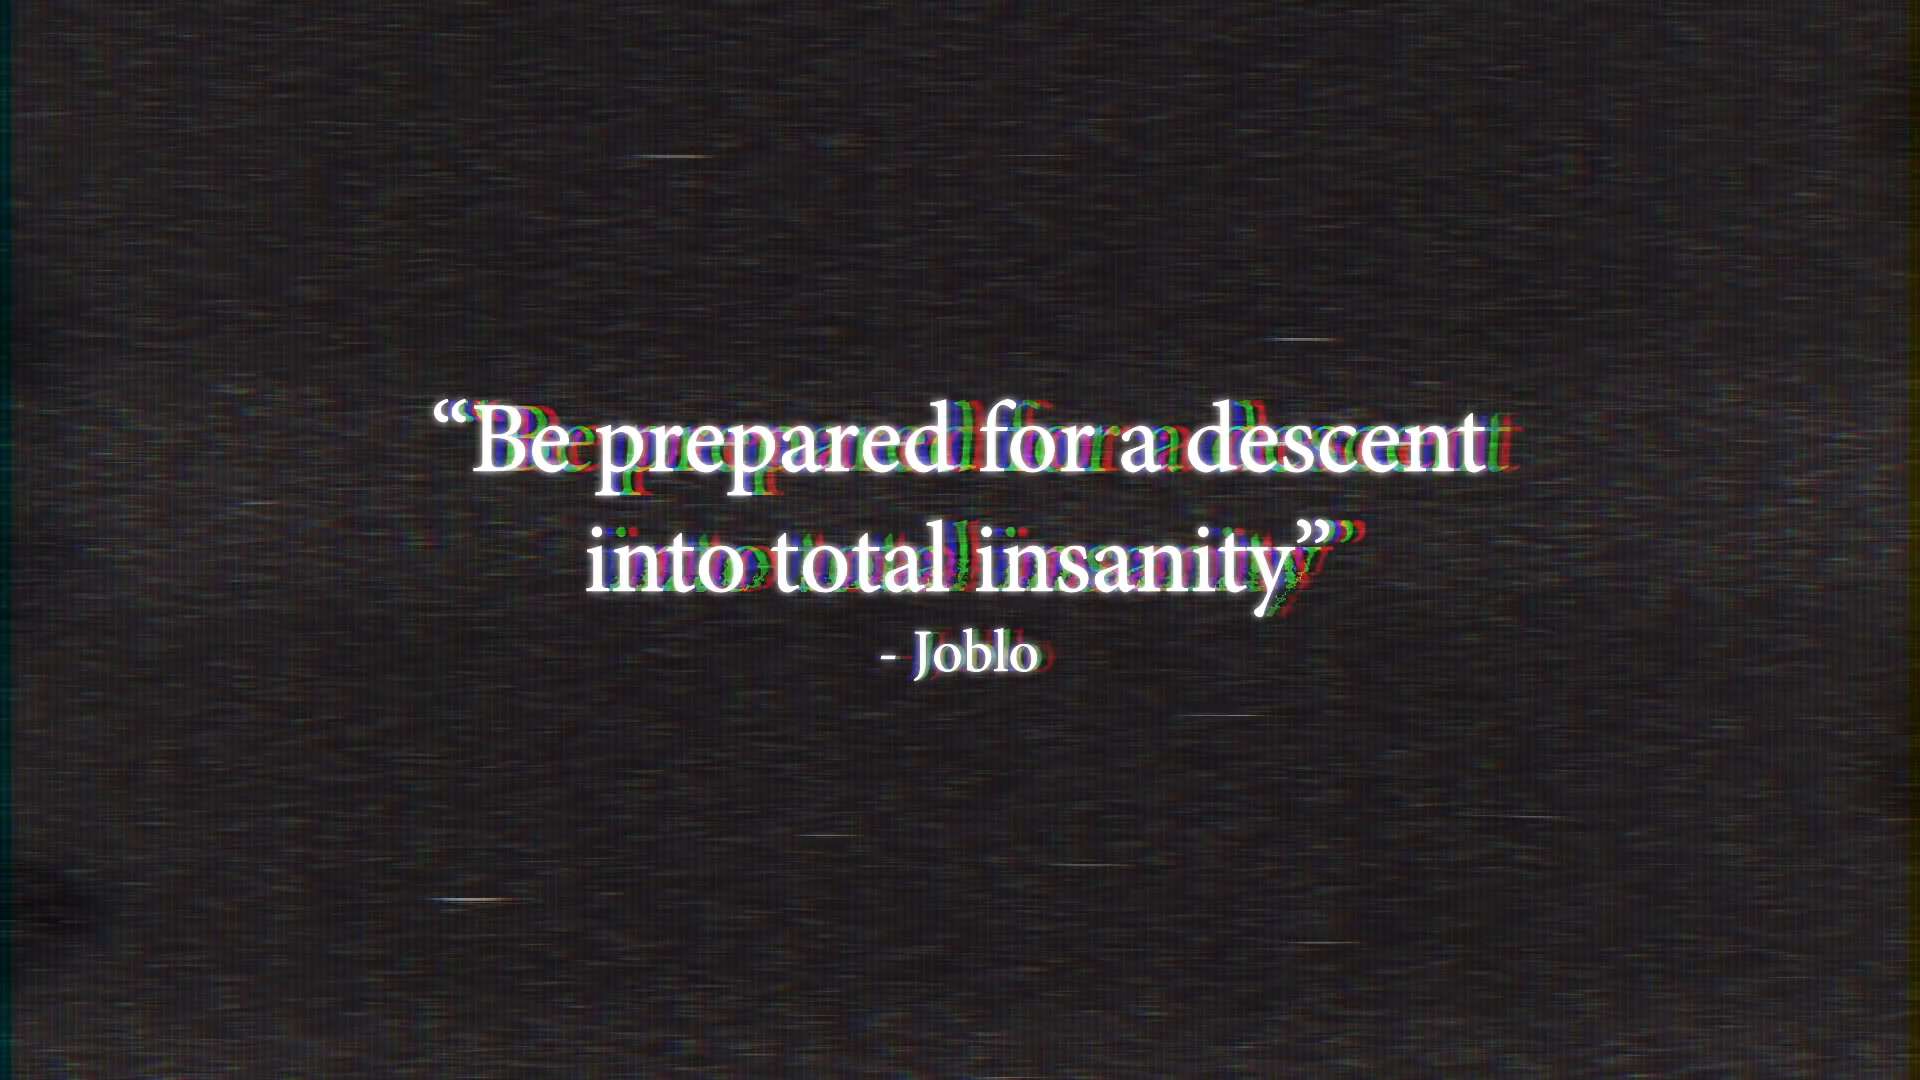 “Be prepared for a descent
into total insanity”
- Joblo